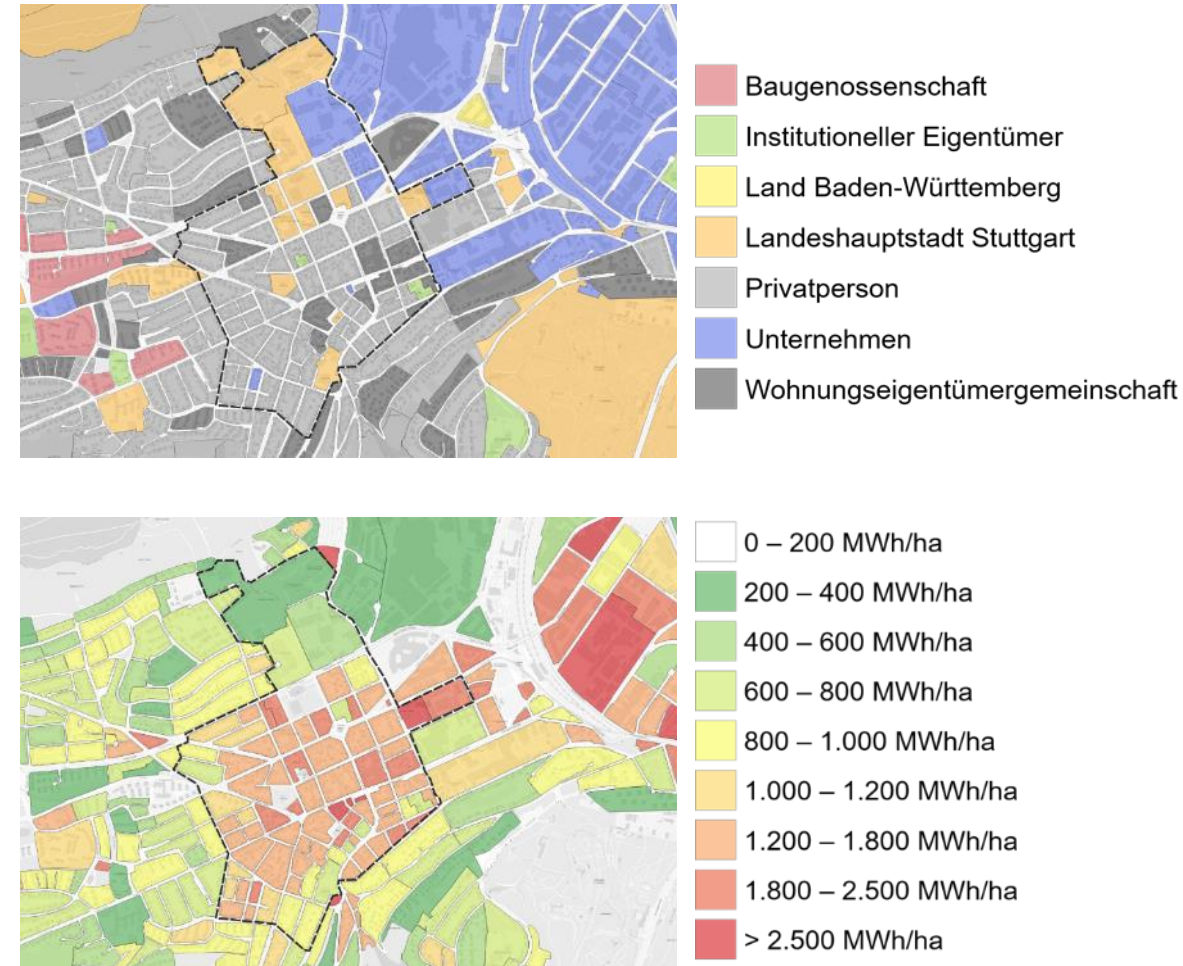 Baugenossenschaft
Institutioneller Eigentümer
Land Baden-Württemberg
Landeshauptstadt Stuttgart
Privatperson
Unternehmen
Wohnungseigentümergemeinschaft
0 – 200 MWh/ha
200 – 400 MWh/ha
400 – 600 MWh/ha
600 – 800 MWh/ha
800 – 1.000 MWh/ha
1.000 – 1.200 MWh/ha
1.200 – 1.800 MWh/ha
1.800 – 2.500 MWh/ha
> 2.500 MWh/ha